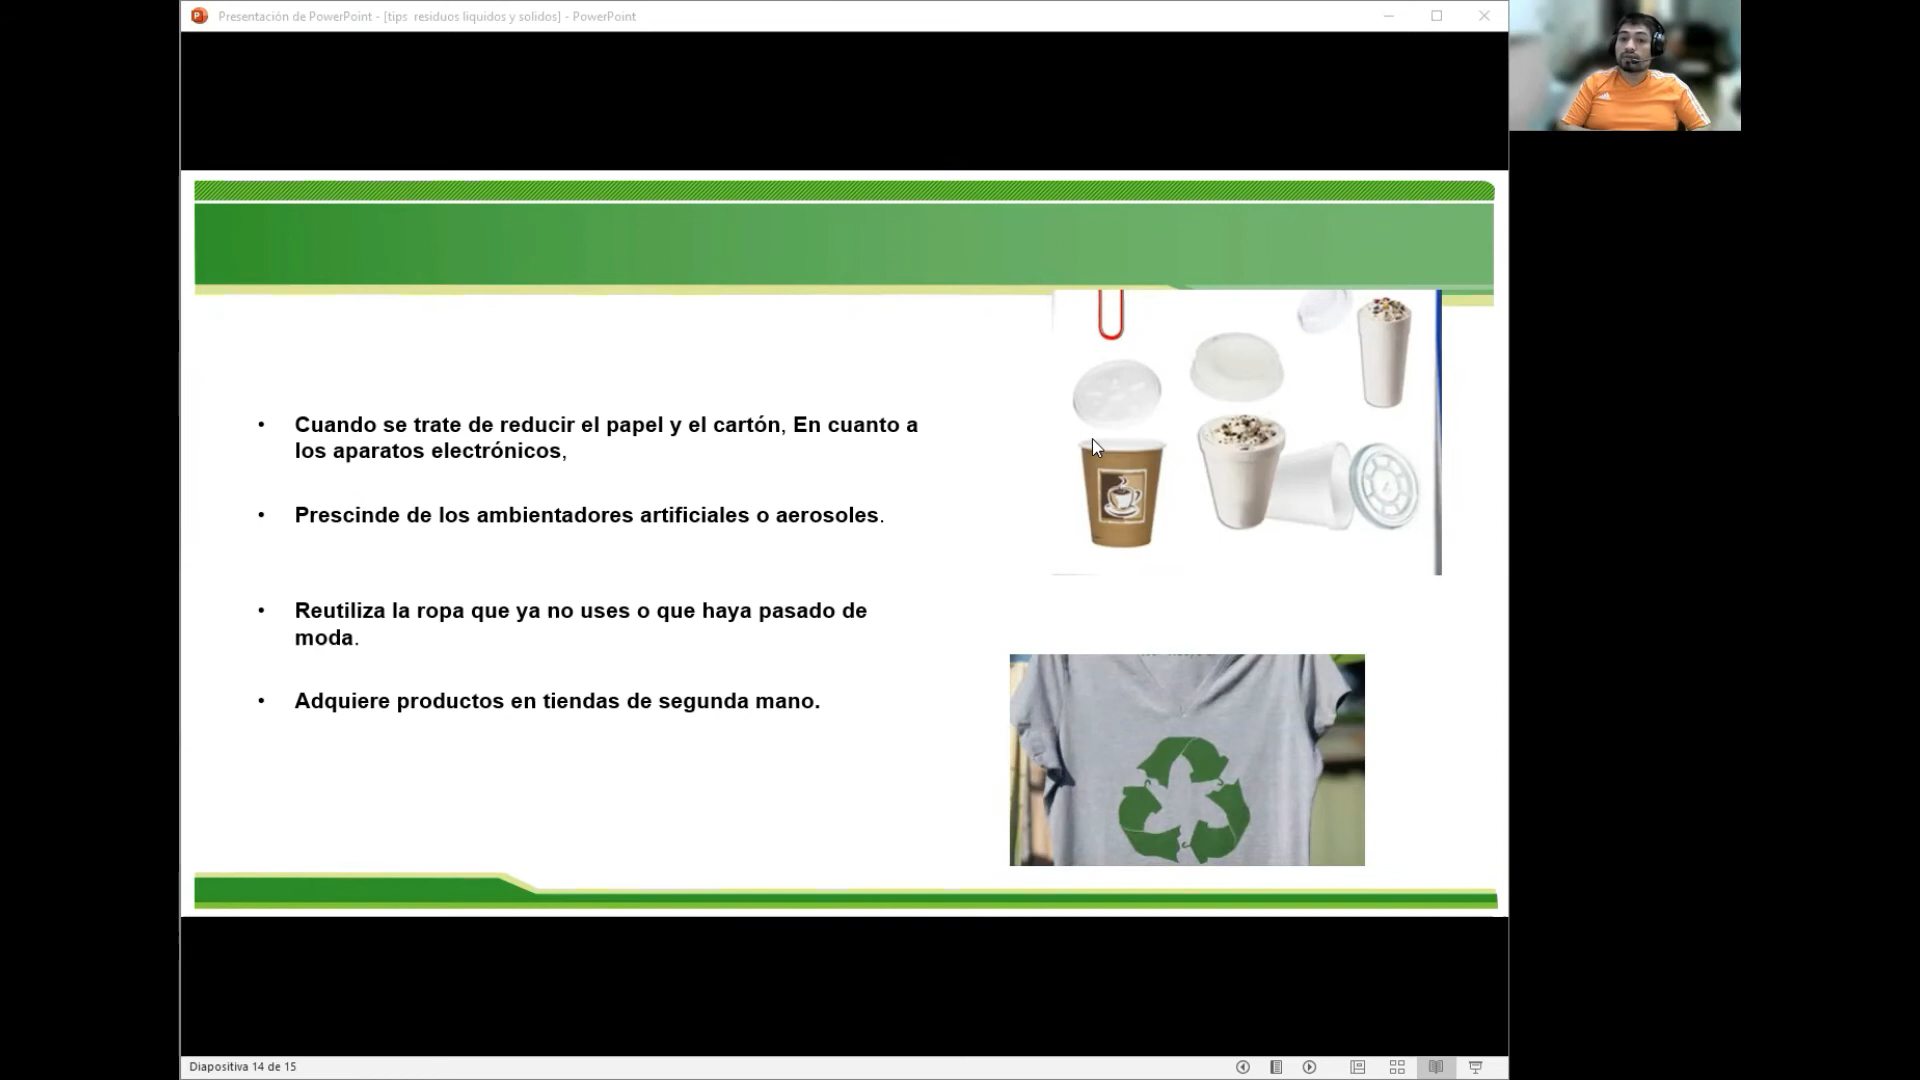 Presentación de PowerPoint - [tips  residuos liquidos y solidos] - PowerPoint
• Cuando se trate de reducir el papel y el cartón, En cuanto a
los aparatos electrónicos,
• Prescinde de los ambientadores artificiales o aerosoles.
• Reutiliza la ropa que ya no uses o que haya pasado de
moda.
• Adquiere productos en tiendas de segunda mano.
Diapositiva 14 de 15